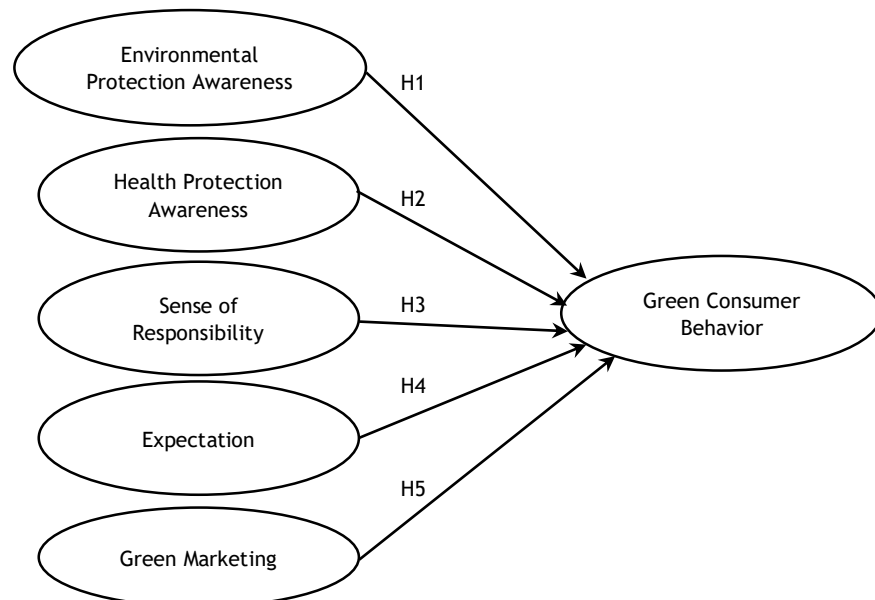 Environmental
Protection Awareness
H1
Health Protection
Awareness
H2
Sense of
Responsibility
H3
Green Consumer
Behavior
Expectation
H4
Green Marketing
H5